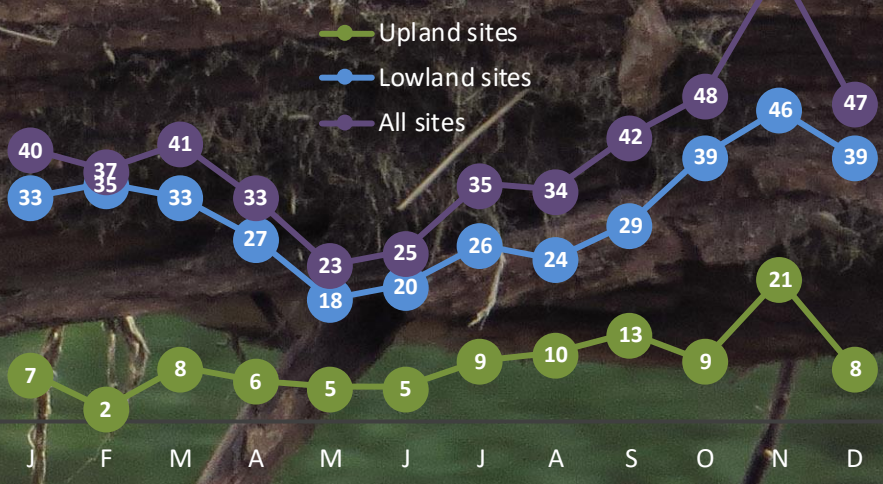 Upland sites
Lowland sites
All sites
40 37 41 33 23 25 35 34 42 48 47
33 35 33 27 18 20 26 24 29 39 46 39
7 2 8 6 5 5 9 10 13 9 21 8
J F M A M J J A S O N D